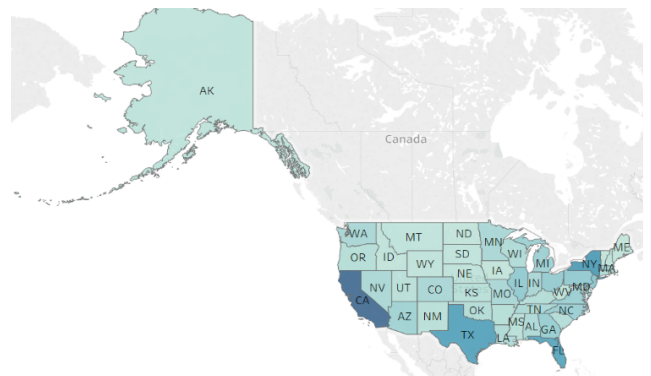 AK
Canada
WA MT ND MN ME
OR ID SD WI MI NY MA
WY
NE IA
NV UT CO KS MO IL IN WV MD
CA
AZ NM OK TN NC
TX LA MS AL GA
FL